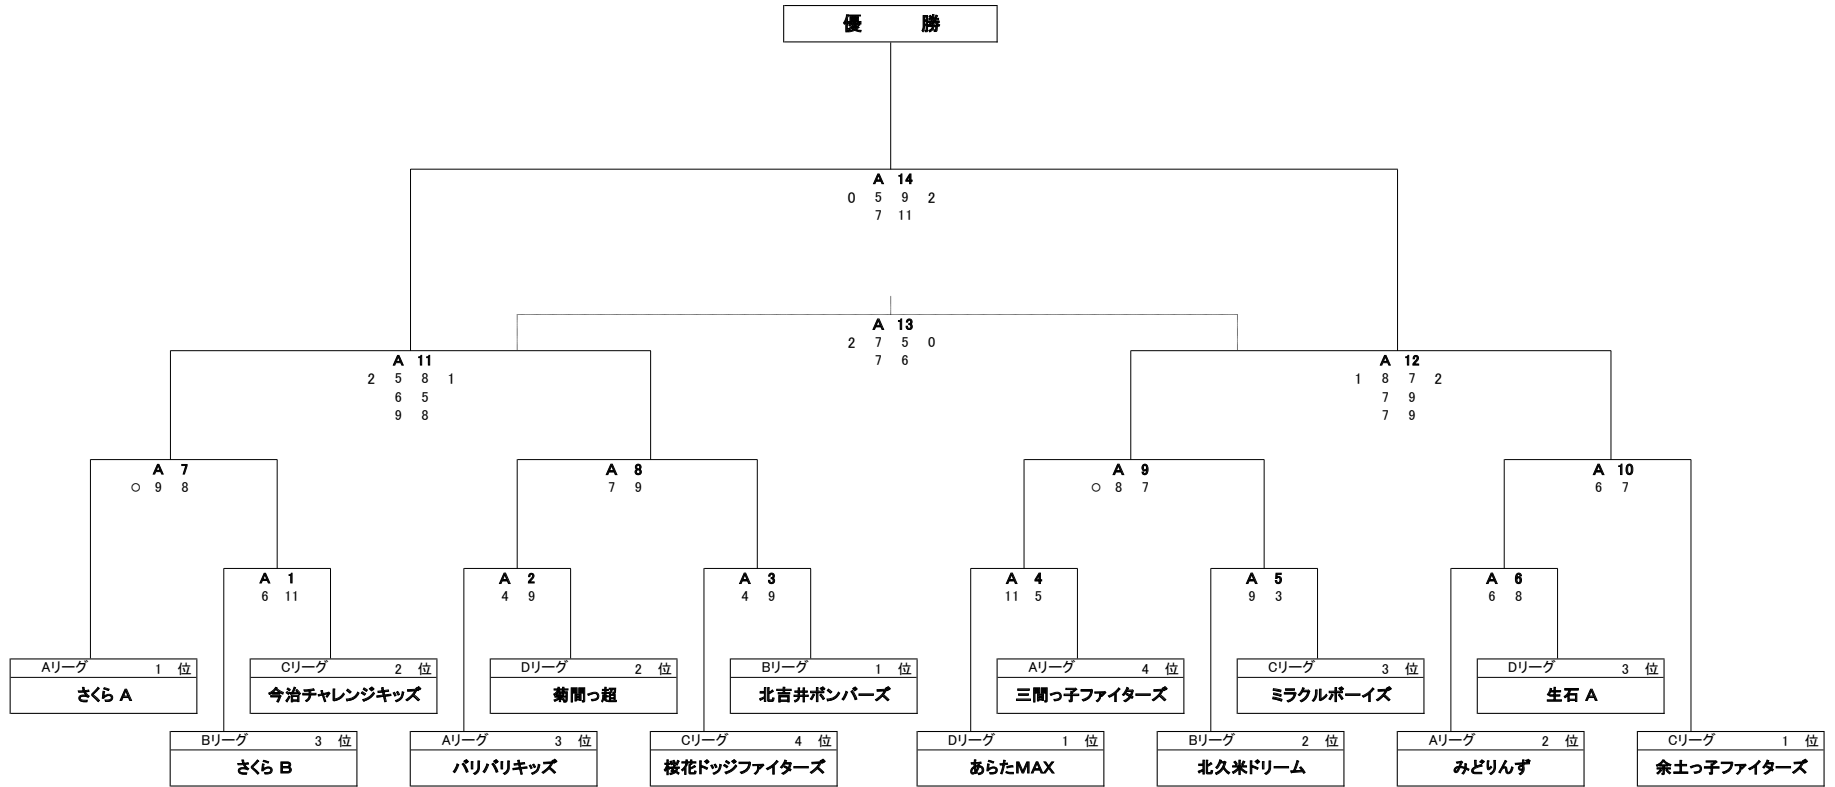 優 勝
A 14
0 5 9 2
7 11
A 13
2 7 5 0
7 6
A 11
2 5 8 1
6 5
9 8
A 12
1 8 7 2
7 9
7 9
A 7
○ 9 8
A 8
7 9
A 9
○ 8 7
A 10
6 7
A 1
6 11
A 2
4 9
A 3
4 9
A 4
11 5
A 5
9 3
A 6
6 8
Aリーグ 1 位
さくら A
Cリーグ 2 位
今治チャレンジキッズ
Dリーグ 2 位
菊間っ超
Bリーグ 1 位
北吉井ボンバーズ
Aリーグ 4 位
三間っ子ファイターズ
Cリーグ 3 位
ミラクルボーイズ
Dリーグ 3 位
生石 A
Bリーグ 3 位
さくら B
Aリーグ 3 位
バリバリキッズ
Cリーグ 4 位
桜花ドッジファイターズ
Dリーグ 1 位
あらたMAX
Bリーグ 2 位
北久米ドリーム
Aリーグ 2 位
みどりんず
Cリーグ 1 位
余土っ子ファイターズ